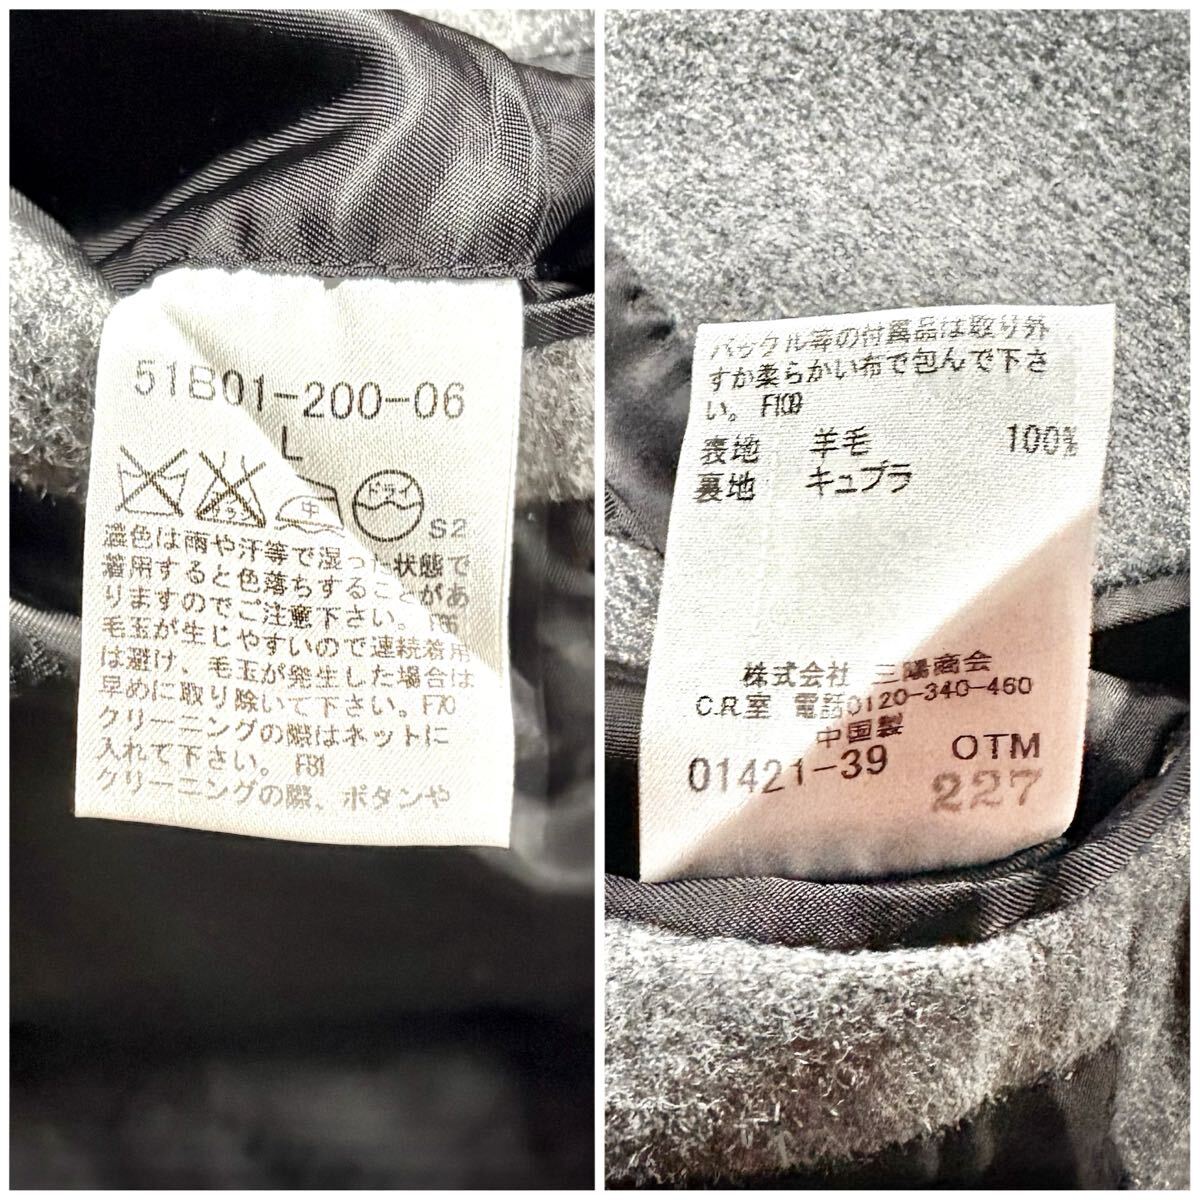 51B01-200-06
L
エンソ
中
ドライ
S2
濃色は雨や汗等で湿った状態で
着用すると色落ちすることがあ
りますのでご注意下さい。F65
毛玉が生じやすいので連続着用
は避け、毛玉が発生した場合は
早めに取り除いて下さい。F70
クリーニングの際はネットに
入れて下さい。 F81
クリーニングの際、ボタンや
バックル等の付属品は取り外
すか柔らかい布で包んで下さ
い。 F109
表地 羊毛 100%
裏地 キュプラ
株式会社 三陽商会
C.R室 電話0120-340-460
中国製
01421-39 OTM
227